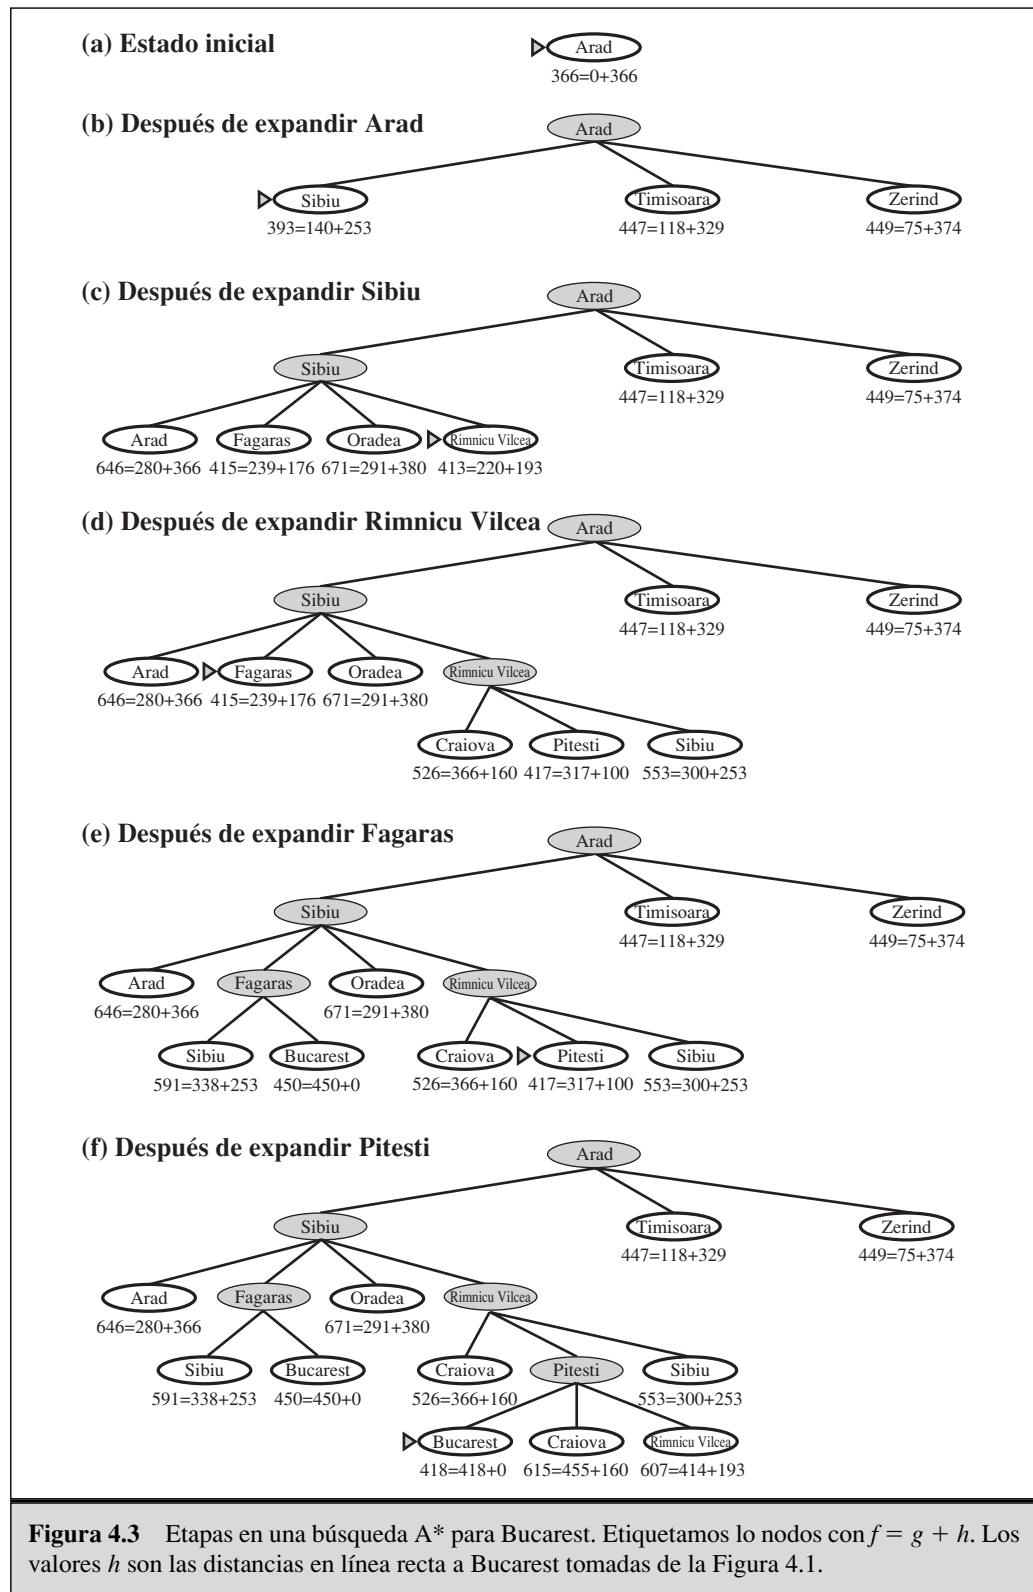 (a) Estado inicial
Arad
366=0+366
(b) Después de expandir Arad
Arad
Sibiu Timisoara Zerind
393=140+253 447=118+329 449=75+374
(c) Después de expandir Sibiu
Arad
Sibiu Timisoara Zerind
447=118+329 449=75+374
Arad Fagaras Oradea Rimnicu Vilcea
646=280+366 415=239+176 671=291+380 413=220+193
(d) Después de expandir Rimnicu Vilcea
Arad
Sibiu Timisoara Zerind
447=118+329 449=75+374
Arad Fagaras Oradea Rimnicu Vilcea
646=280+366 415=239+176 671=291+380
Craiova Pitesti Sibiu
526=366+160 417=317+100 553=300+253
(e) Después de expandir Fagaras
Arad
Sibiu Timisoara Zerind
447=118+329 449=75+374
Arad Fagaras Oradea Rimnicu Vilcea
646=280+366 671=291+380
Sibiu Bucarest Craiova Pitesti Sibiu
591=338+253 450=450+0 526=366+160 417=317+100 553=300+253
(f) Después de expandir Pitesti
Arad
Sibiu Timisoara Zerind
447=118+329 449=75+374
Arad Fagaras Oradea Rimnicu Vilcea
646=280+366 671=291+380
Sibiu Bucarest Craiova Pitesti Sibiu
591=338+253 450=450+0 526=366+160 553=300+253
Bucarest Craiova Rimnicu Vilcea
418=418+0 615=455+160 607=414+193
Figura 4.3 Etapas en una búsqueda A* para Bucarest. Etiquetamos lo nodos con f = g + h. Los
valores h son las distancias en línea recta a Bucarest tomadas de la Figura 4.1.